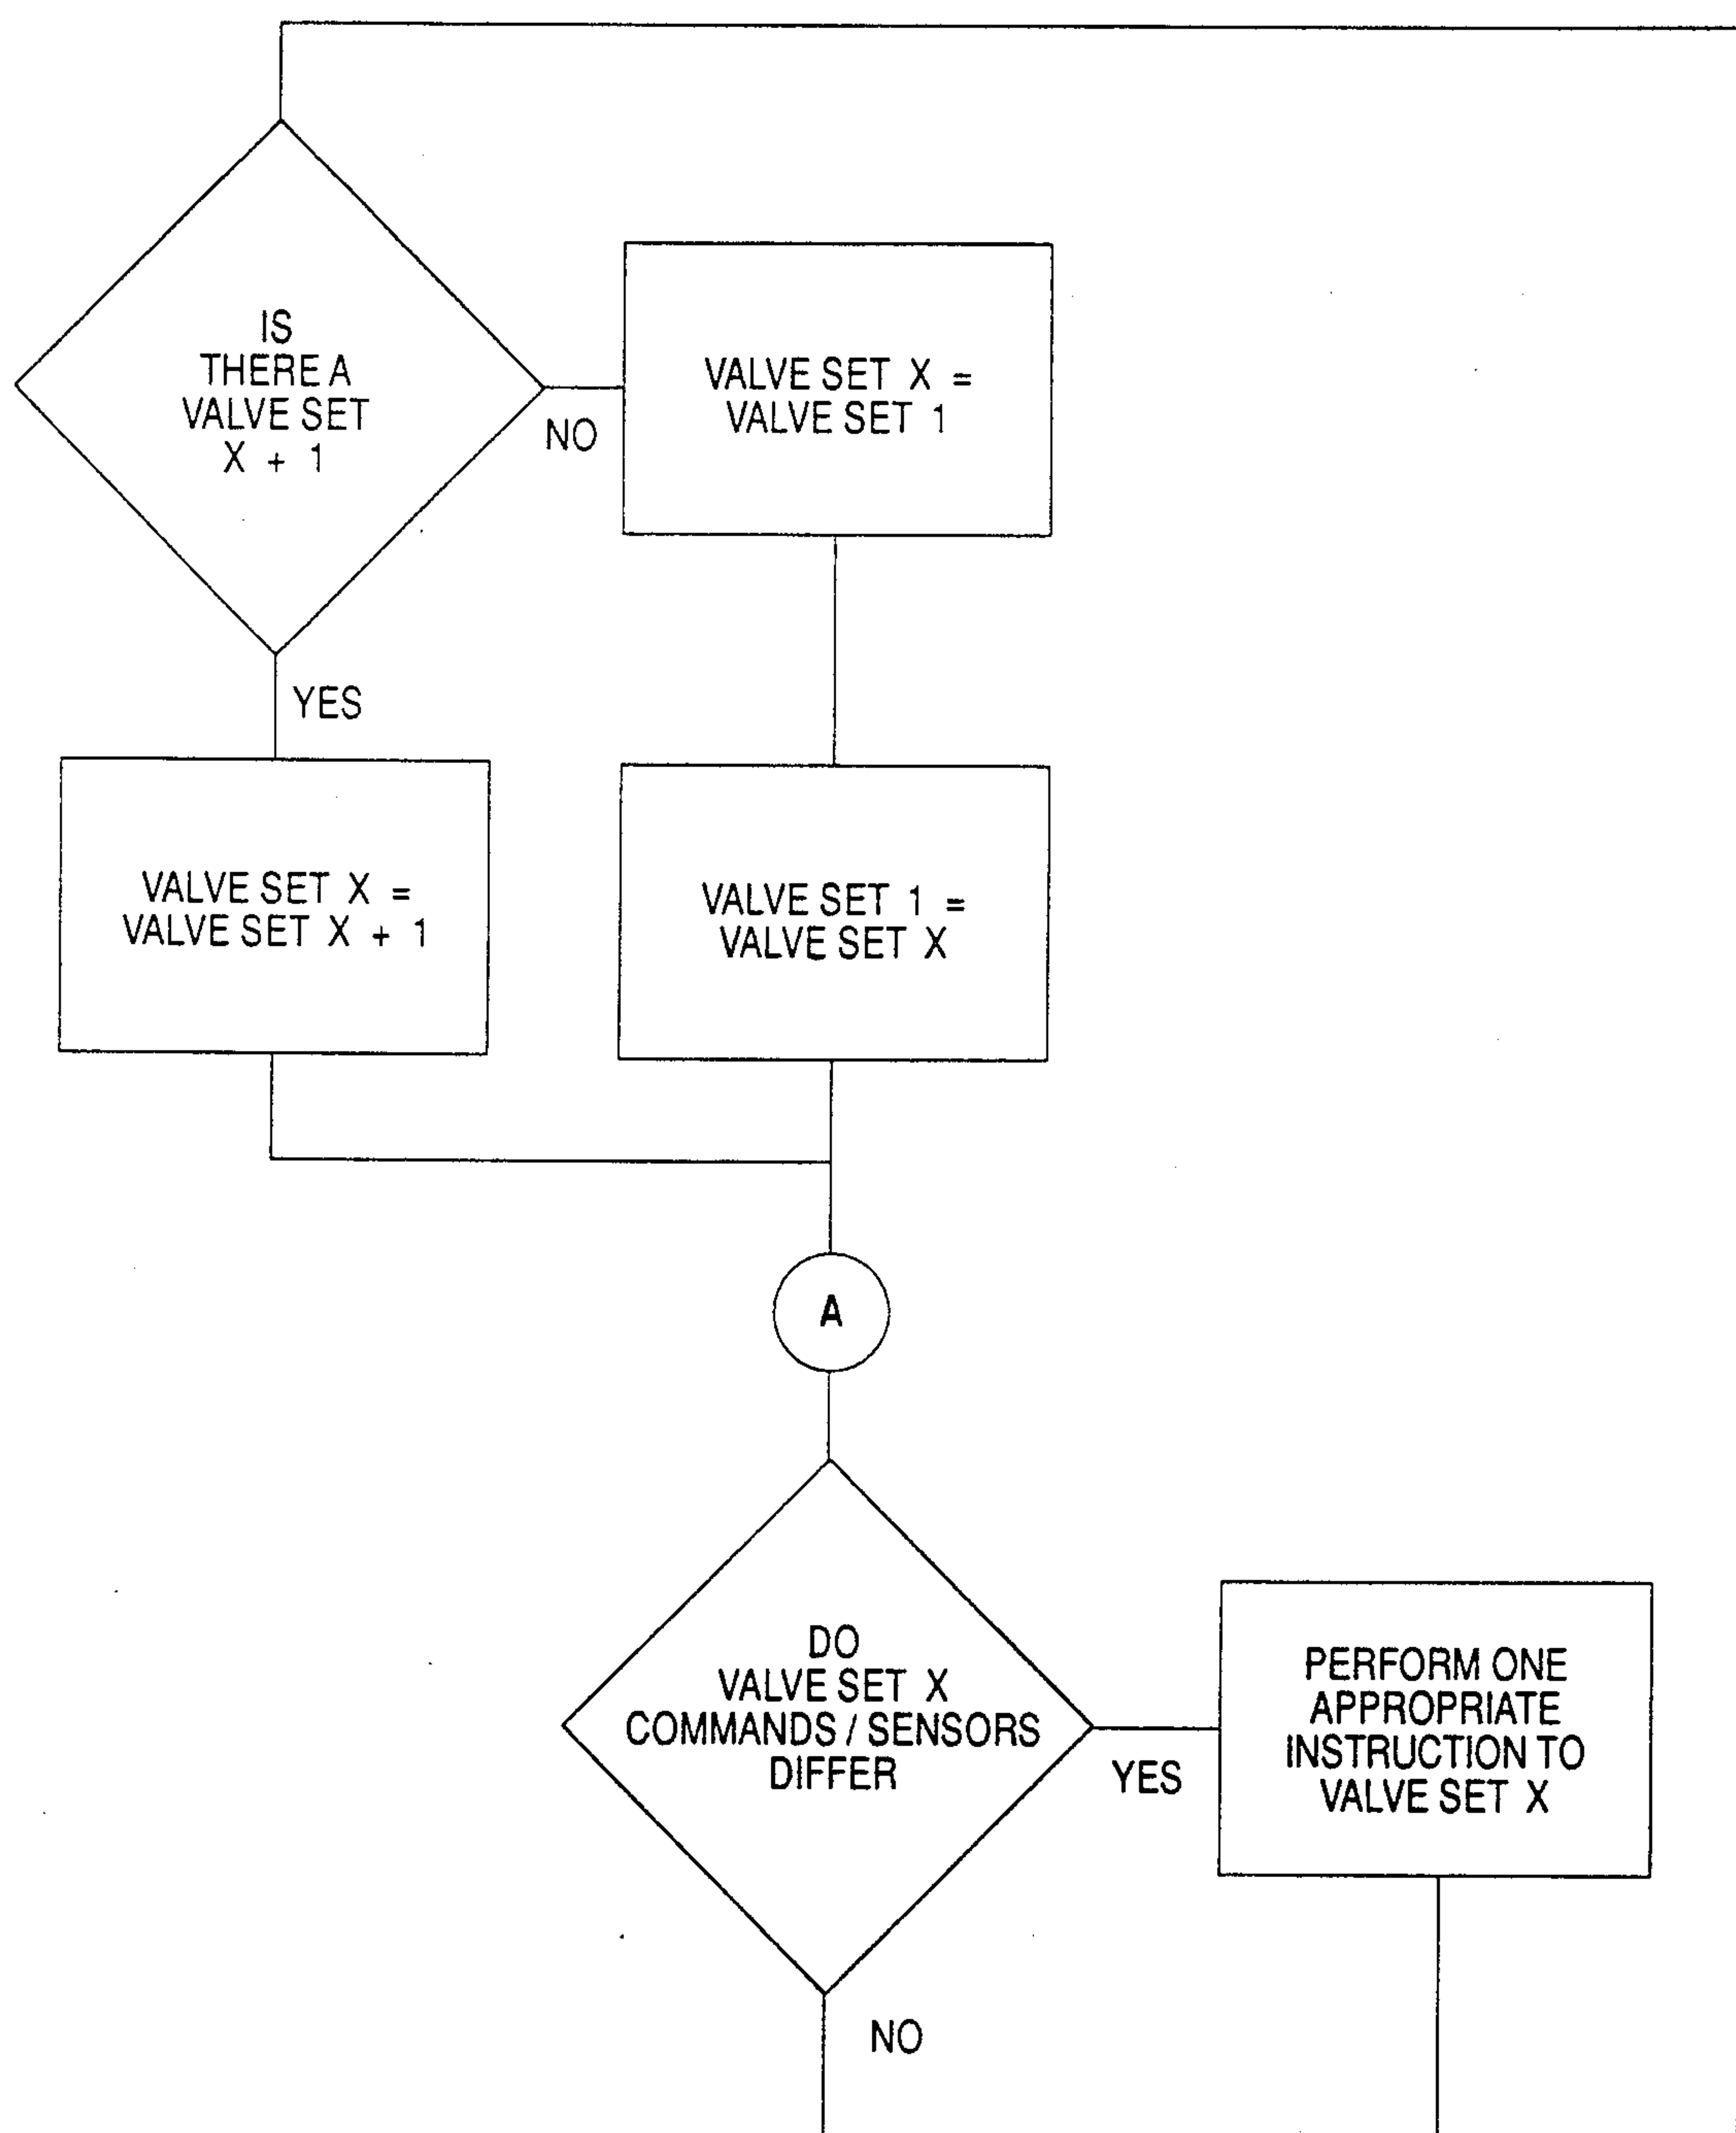 IS
THERE A
VALVE SET
X + 1
NO
VALVE SET X =
VALVE SET 1
YES
VALVE SET X =
VALVE SET X + 1
VALVE SET 1 =
VALVE SET X
A
DO
VALVE SET X
COMMANDS / SENSORS
DIFFER
YES
PERFORM ONE
APPROPRIATE
INSTRUCTION TO
VALVE SET X
NO